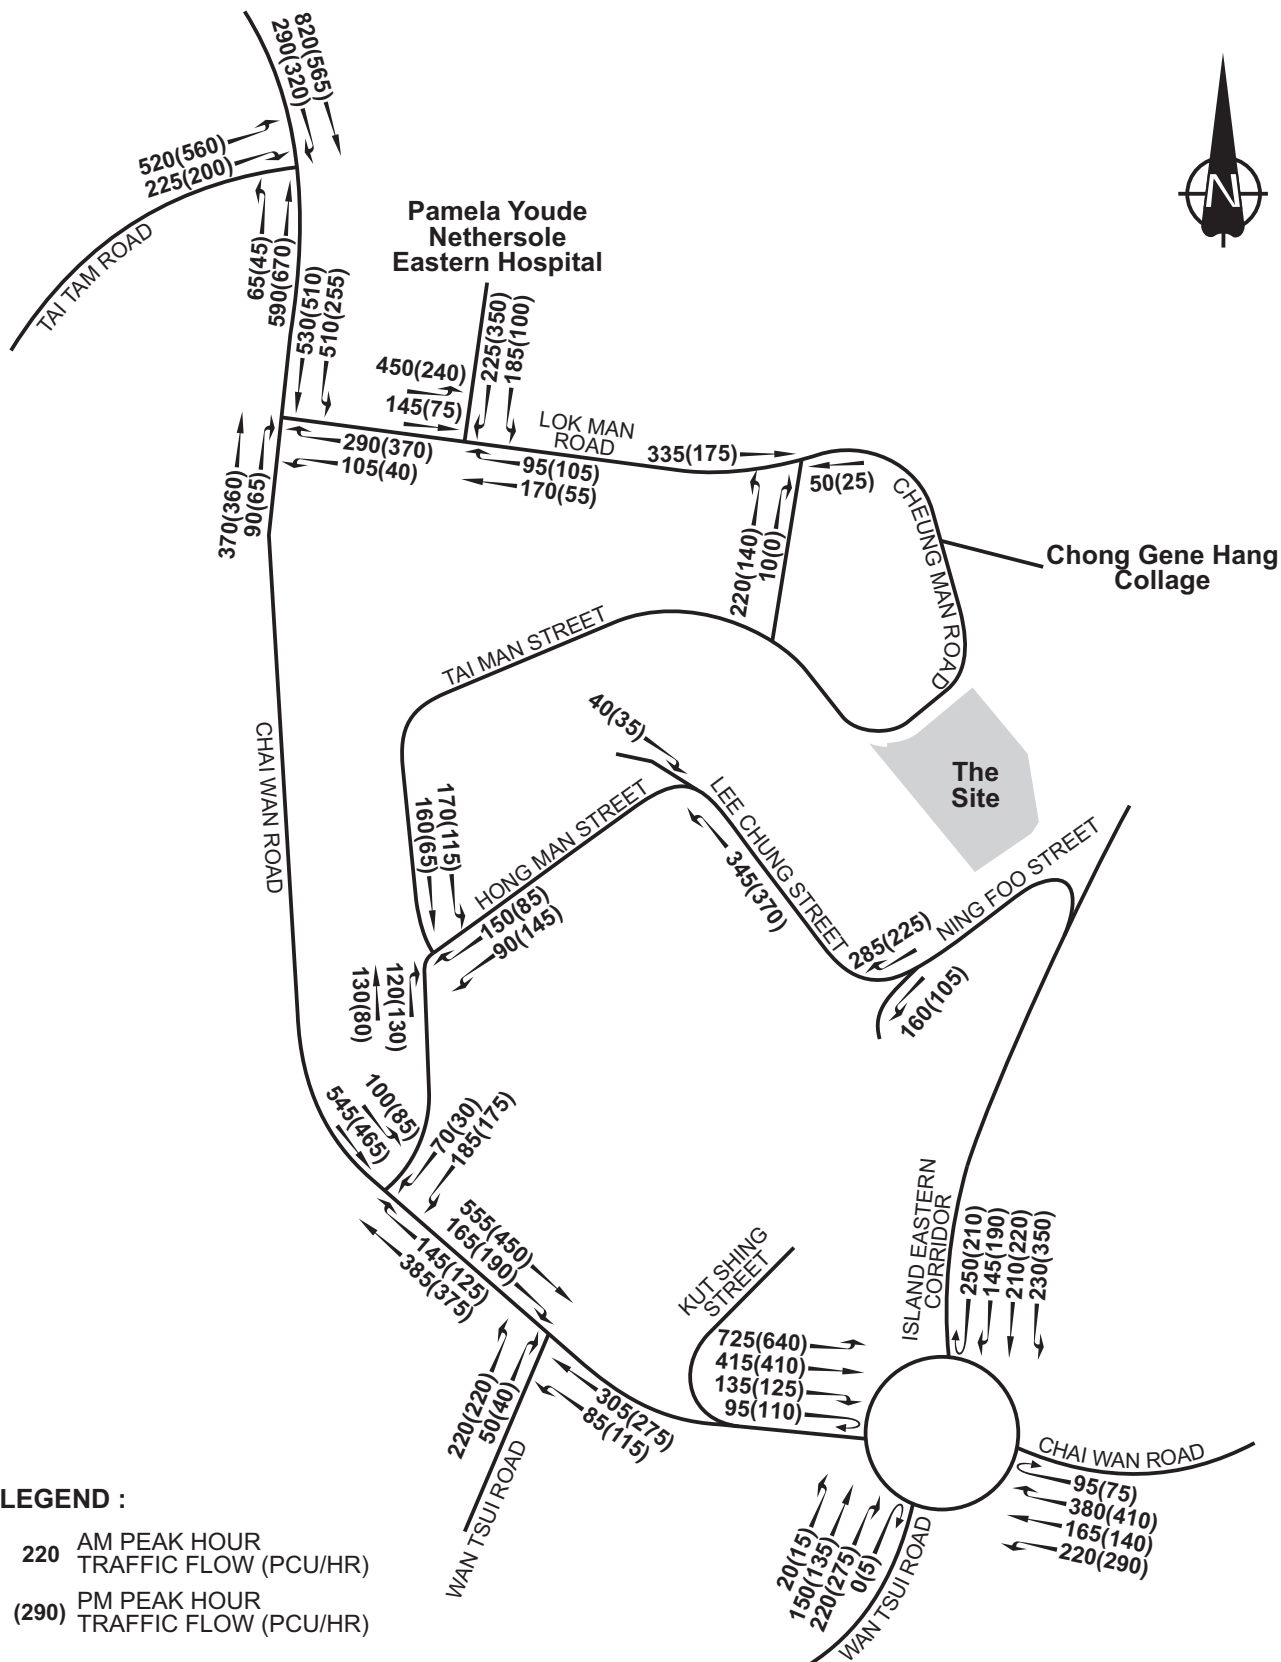 820(565)
290(320)
520(560)
225(200)
TAI TAM ROAD
65(45)
590(670)
530(510)
510(255)
Pamela Youde
Nethersole
Eastern Hospital
N
450(240)
145(75)
225(350)
185(100)
LOK MAN
ROAD
335(175)
50(25)
290(370)
105(40)
95(105)
170(55)
370(360)
90(65)
220(140)
10(0)
CHEUNG MAN ROAD
Chong Gene Hang
Collage
TAI MAN STREET
40(35)
The
Site
CHAI WAN ROAD
170(115)
160(65)
HONG MAN STREET
LEE CHUNG STREET
345(370)
NING FOO STREET
150(85)
90(145)
285(225)
160(105)
120(130)
130(80)
100(85)
545(465)
70(30)
185(175)
555(450)
165(190)
145(125)
385(375)
KUT SHING
STREET
ISLAND EASTERN
CORRIDOR
250(210)
145(190)
210(220)
230(350)
725(640)
415(410)
135(125)
95(110)
220(220)
50(40)
305(275)
85(115)
WAN TSUI ROAD
CHAI WAN ROAD
95(75)
380(410)
165(140)
220(290)
20(15)
150(135)
220(275)
0(5)
WAN TSUI ROAD
LEGEND :
220 AM PEAK HOUR
TRAFFIC FLOW (PCU/HR)
(290) PM PEAK HOUR
TRAFFIC FLOW (PCU/HR)